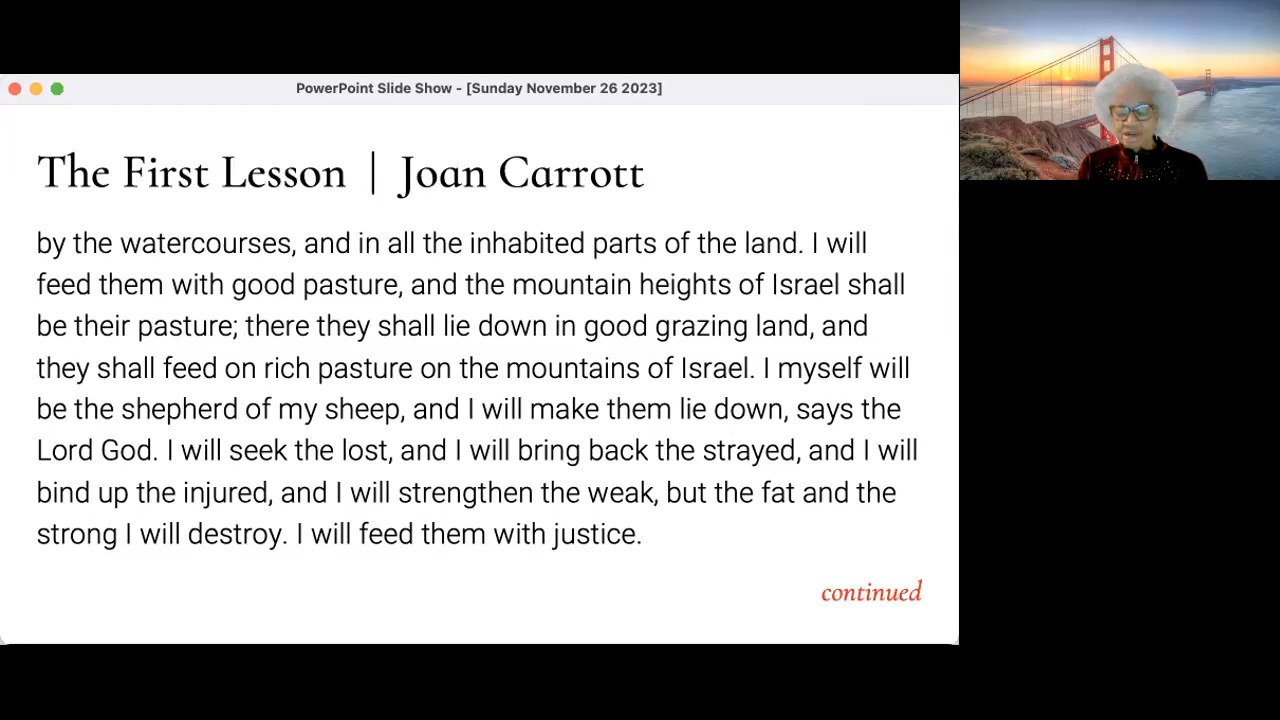 PowerPoint Slide Show - [Sunday November 26 2023]
The First Lesson | Joan Carrott
by the watercourses, and in all the inhabited parts of the land. I will
feed them with good pasture, and the mountain heights of Israel shall
be their pasture; there they shall lie down in good grazing land, and
they shall feed on rich pasture on the mountains of Israel. I myself will
be the shepherd of my sheep, and I will make them lie down, says the
Lord God. I will seek the lost, and I will bring back the strayed, and I will
bind up the injured, and I will strengthen the weak, but the fat and the
strong I will destroy. I will feed them with justice.
continued